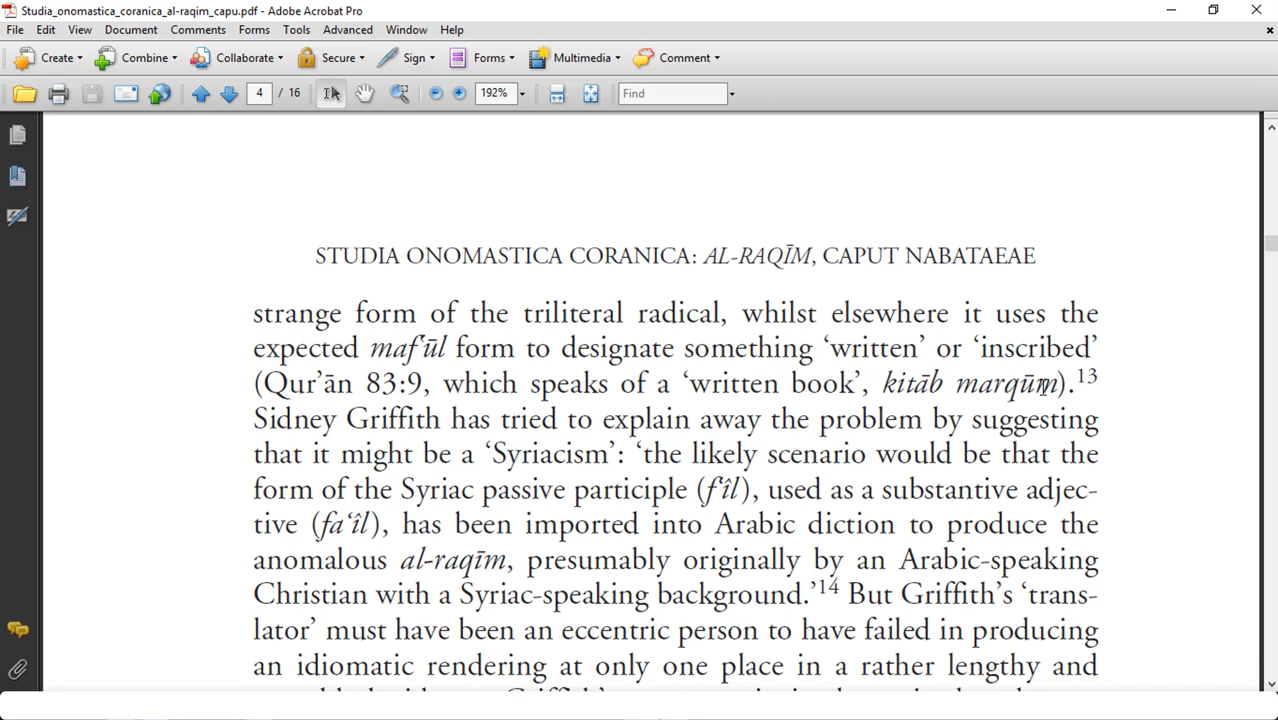 Studia_onomastica_coranica_al-raqim_capu.pdf - Adobe Acrobat Pro
File Edit View Document Comments Forms Tools Advanced Window Help
Create Combine Collaborate Secure Sign Forms Multimedia Comment
4 / 16 192% Find
STUDIA ONOMASTICA CORANICA: AL-RAQĪM, CAPUT NABATAEAE
strange form of the triliteral radical, whilst elsewhere it uses the
expected maf‘ūl form to designate something ‘written’ or ‘inscribed’
(Qur’ān 83:9, which speaks of a ‘written book’, kitāb marqūm).13
Sidney Griffith has tried to explain away the problem by suggesting
that it might be a ‘Syriacism’: ‘the likely scenario would be that the
form of the Syriac passive participle (f‘îl), used as a substantive adjec-
tive (fa‘îl), has been imported into Arabic diction to produce the
anomalous al-raqīm, presumably originally by an Arabic-speaking
Christian with a Syriac-speaking background.’14 But Griffith’s ‘trans-
lator’ must have been an eccentric person to have failed in producing
an idiomatic rendering at only one place in a rather lengthy and